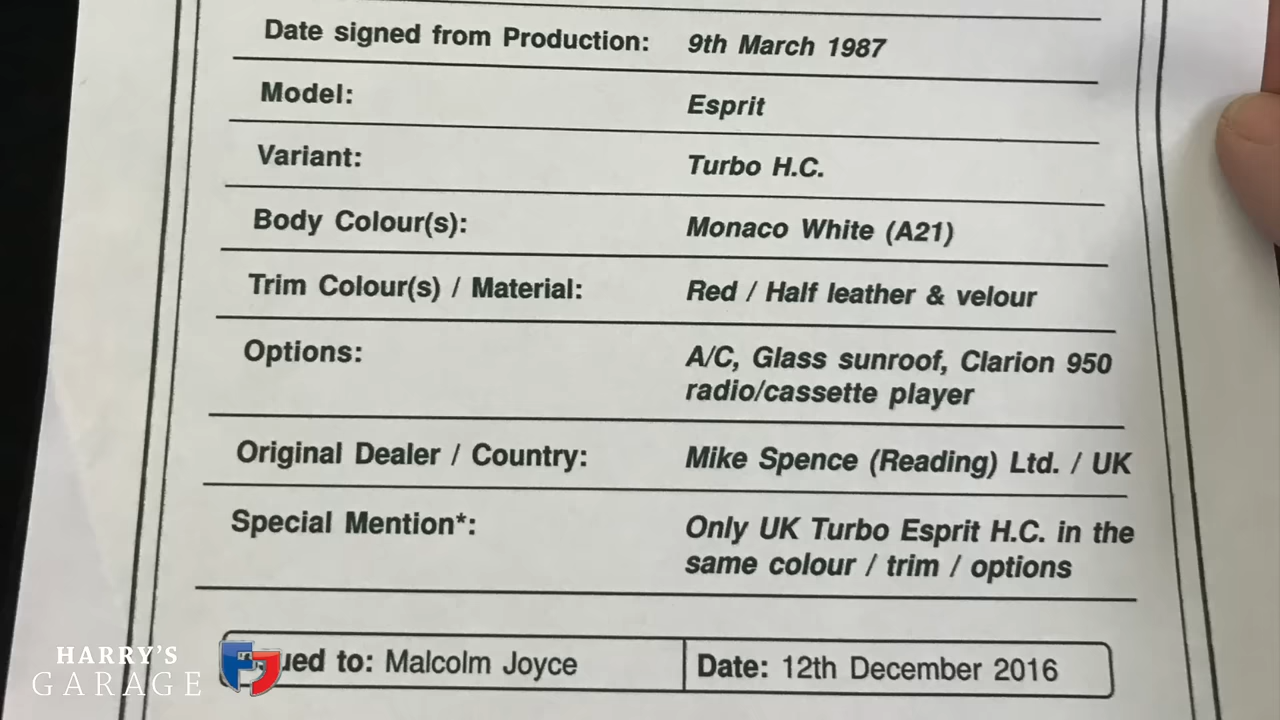 Date signed from Production: 9th March 1987
Model: Esprit
Variant: Turbo H.C.
Body Colour(s): Monaco White (A21)
Trim Colour(s) / Material: Red / Half leather & velour
Options: A/C, Glass sunroof, Clarion 950
radio/cassette player
Original Dealer / Country: Mike Spence (Reading) Ltd. / UK
Special Mention*: Only UK Turbo Esprit H.C. in the
same colour / trim / options
ued to: Malcolm Joyce Date: 12th December 2016
HARRY'S
GARAGE